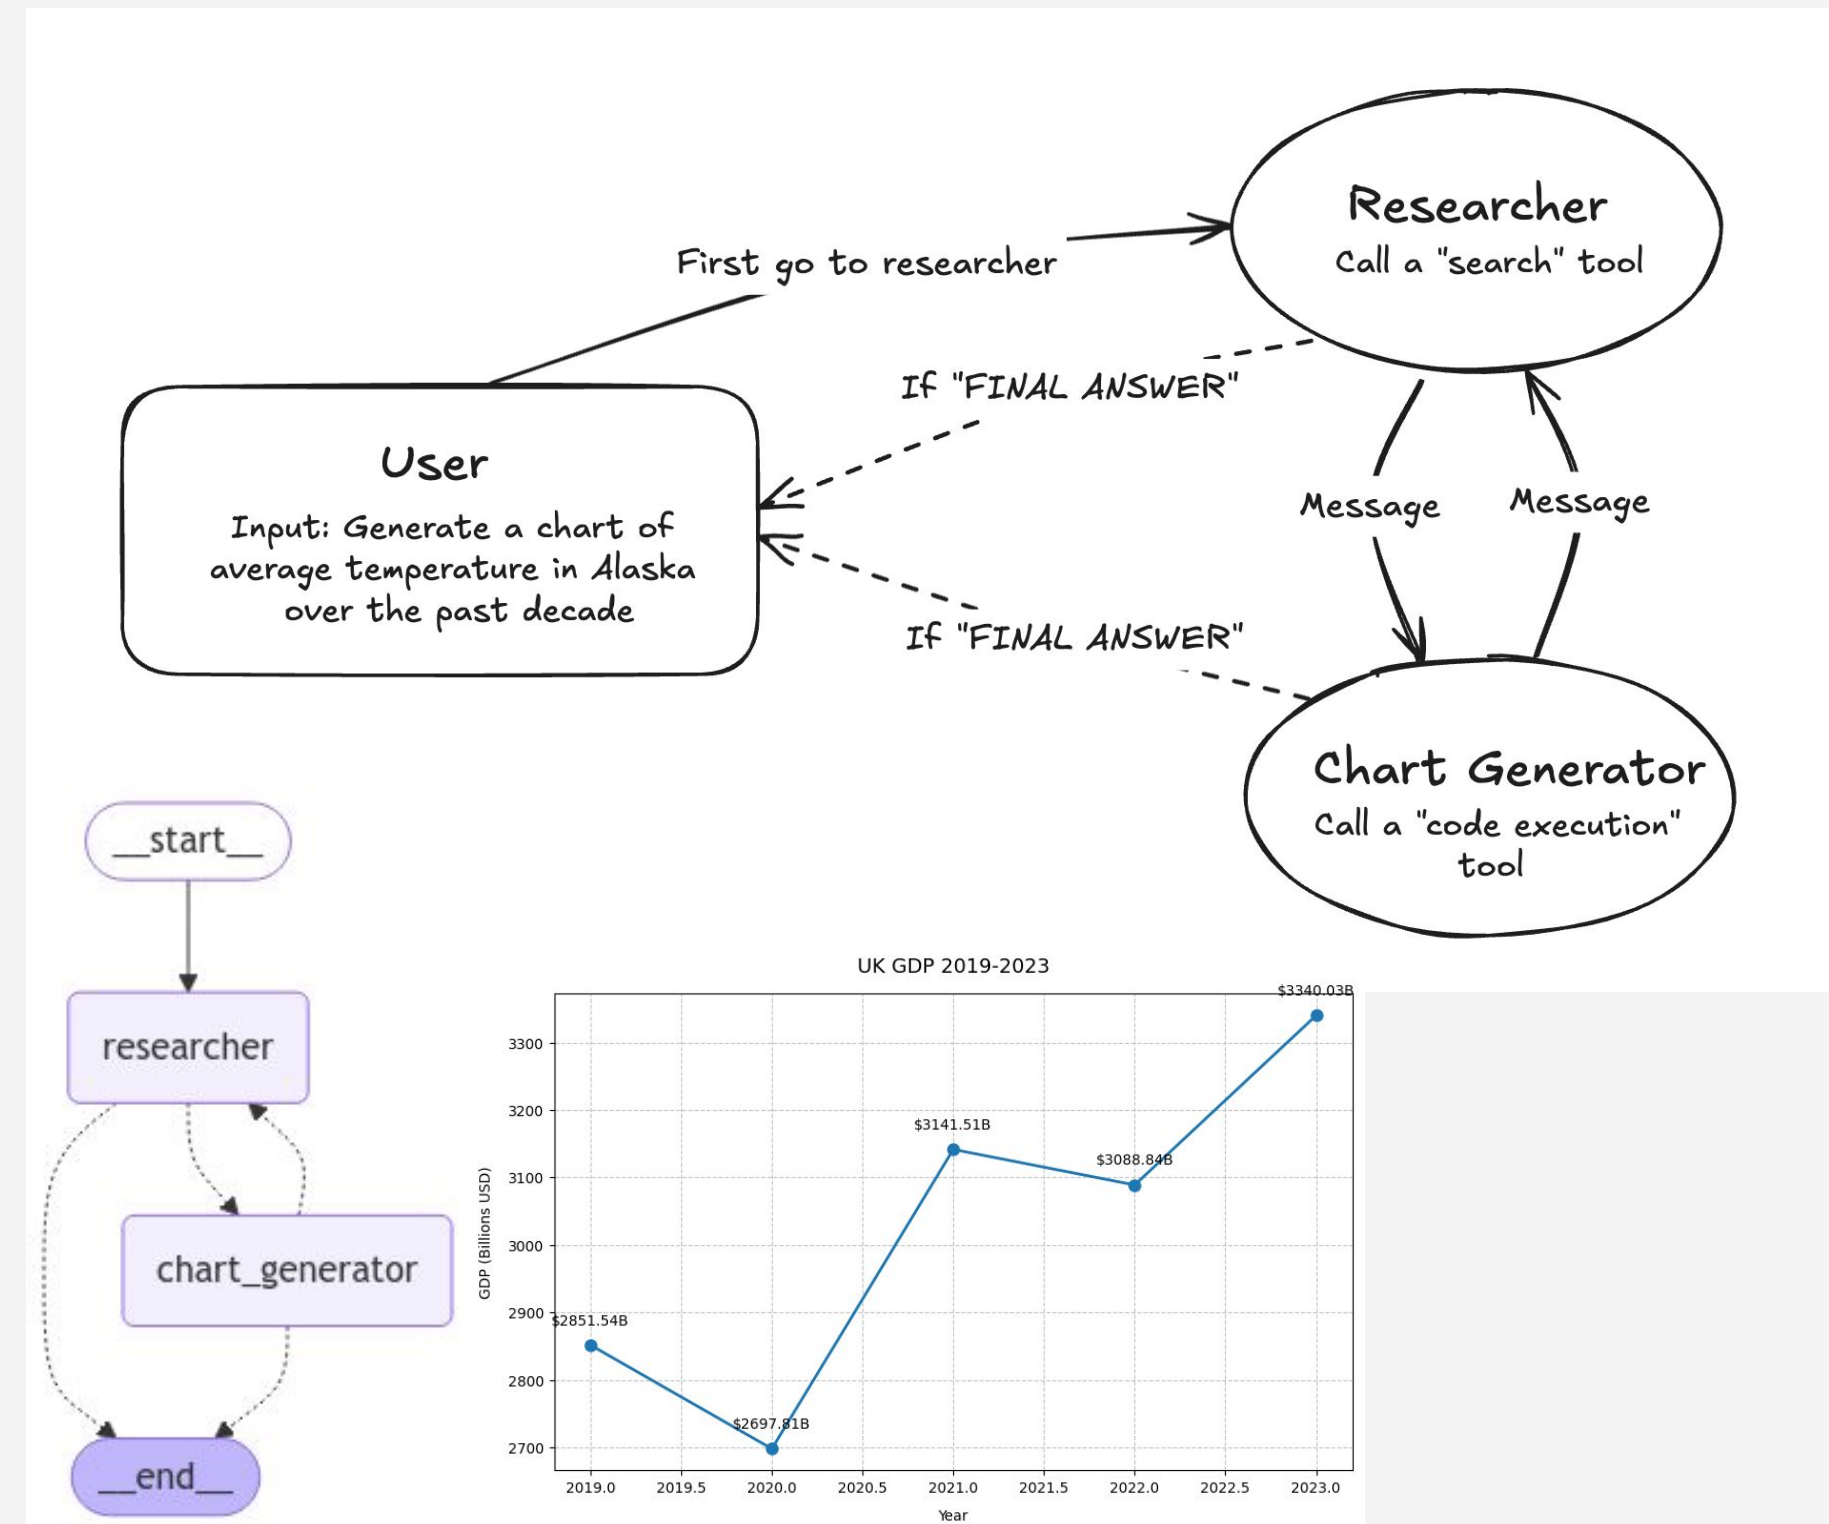 Researcher
Call a "search" tool
First go to researcher
If "FINAL ANSWER"
User
Input: Generate a chart of
average temperature in Alaska
over the past decade
Message
Message
If "FINAL ANSWER"
Chart Generator
Call a "code execution"
tool
__start__
researcher
chart_generator
__end__
UK GDP 2019-2023
$3340.03B
$3141.51B
$3088.84B
$2851.54B
$2697.81B
GDP (Billions USD)
3300
3200
3100
3000
2900
2800
2700
2019.0 2019.5 2020.0 2020.5 2021.0 2021.5 2022.0 2022.5 2023.0
Year